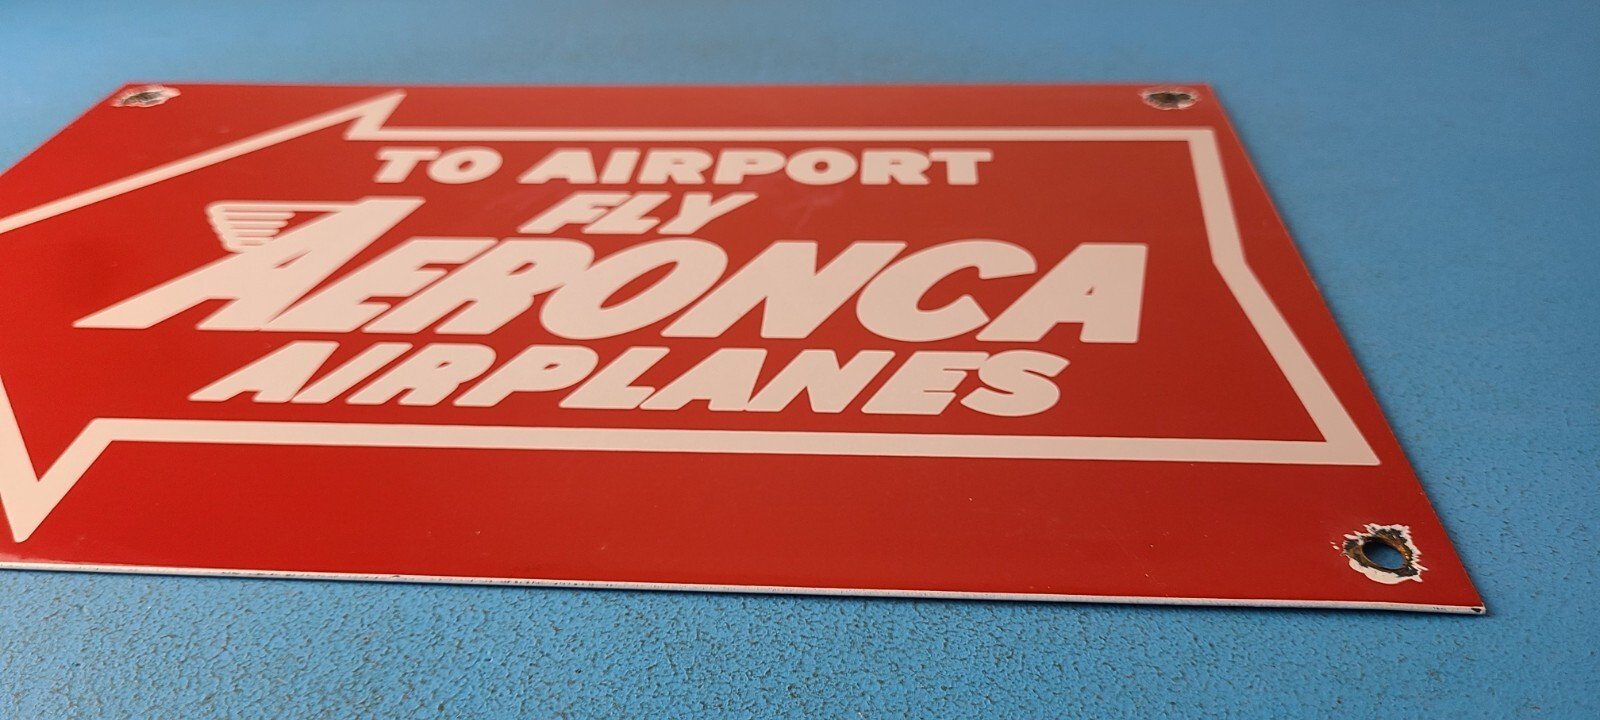 TO AIRPORT
FLY
AERONCA
AIRPLANES